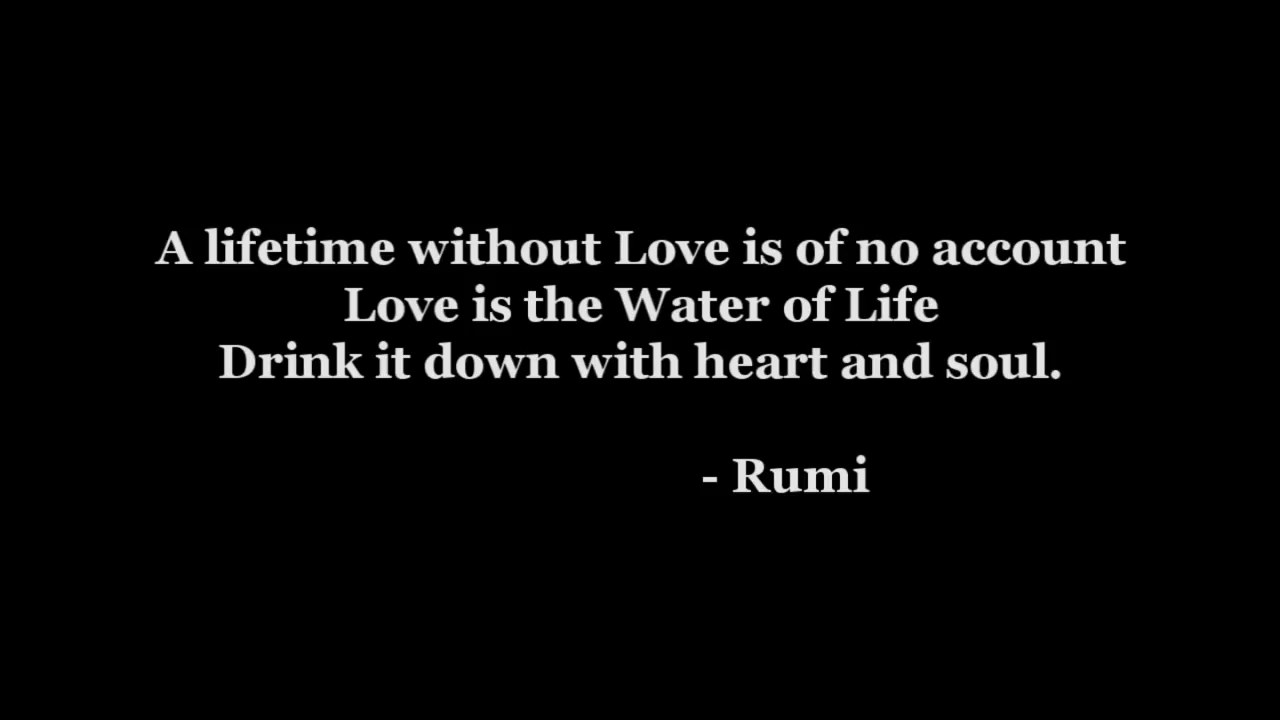 A lifetime without Love is of no account
Love is the Water of Life
Drink it down with heart and soul.
- Rumi